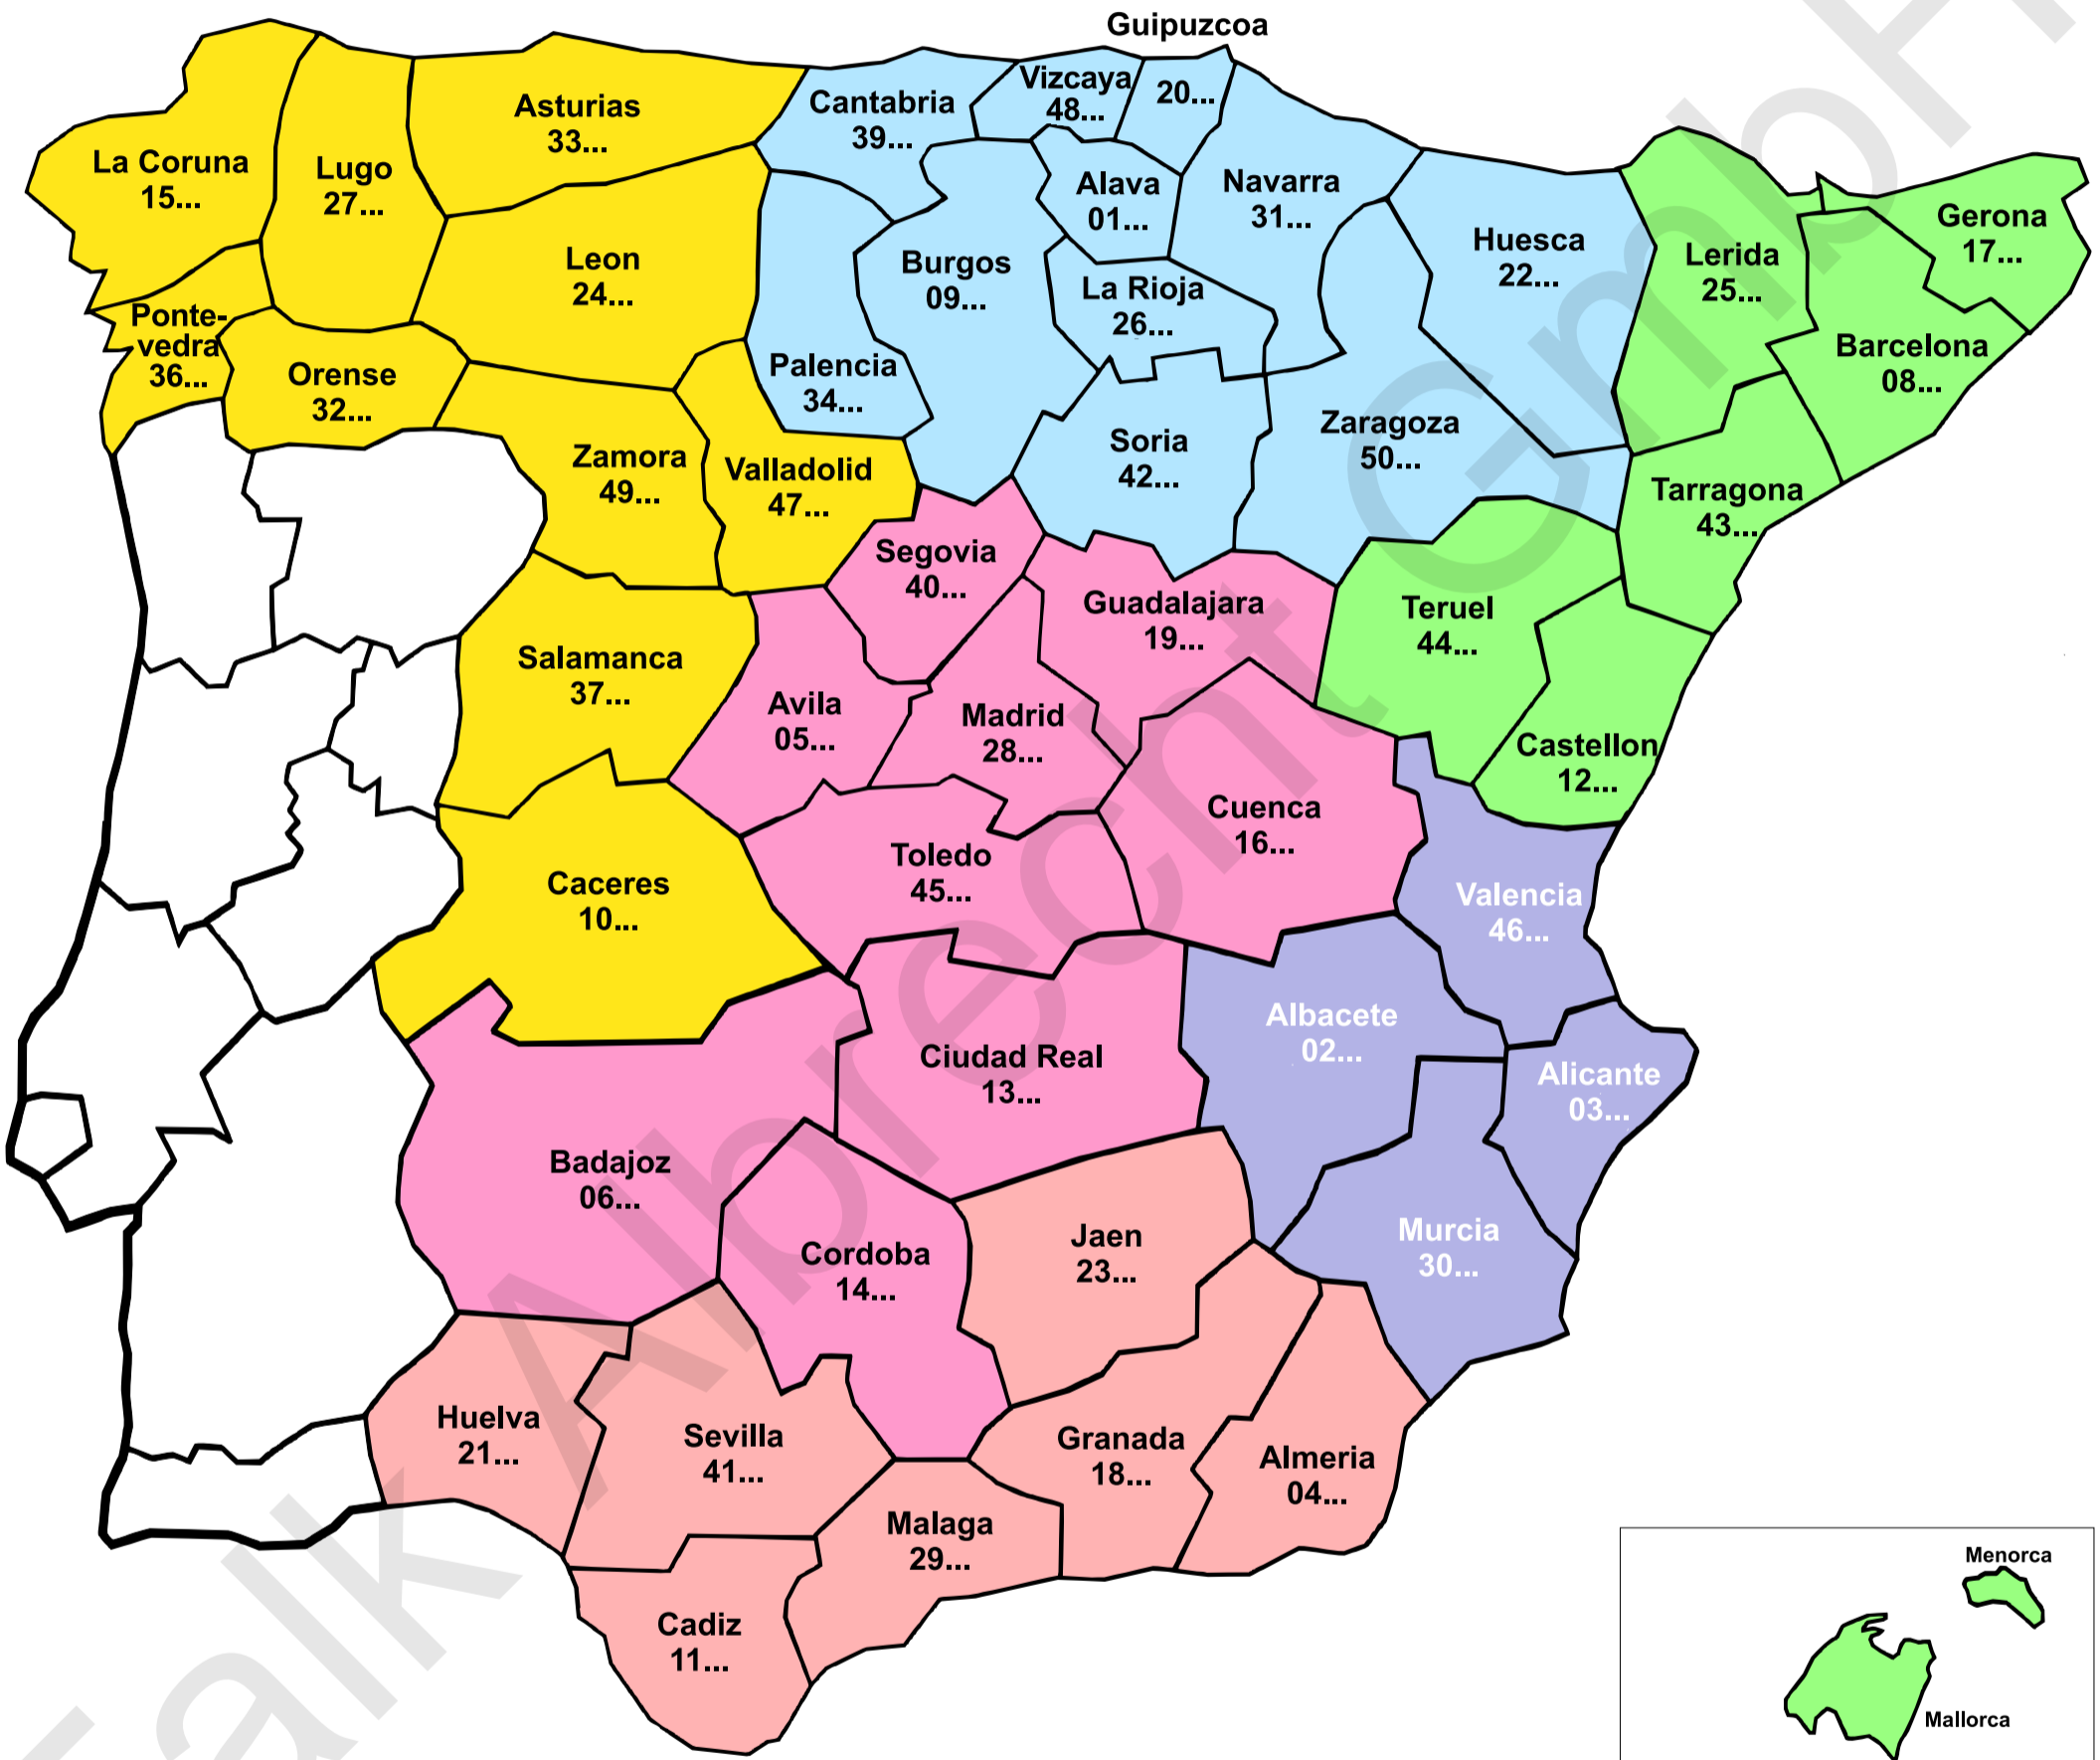 Guipuzcoa
20...
Vizcaya
48...
Cantabria
39...
Asturias
33...
La Coruna
15...
Lugo
27...
Alava
01...
Navarra
31...
Huesca
22...
Lerida
25...
Gerona
17...
Leon
24...
Burgos
09...
La Rioja
26...
Ponte-
vedra
36...
Orense
32...
Palencia
34...
Barcelona
08...
Zamora
49...
Valladolid
47...
Soria
42...
Zaragoza
50...
Tarragona
43...
Segovia
40...
Guadalajara
19...
Teruel
44...
Salamanca
37...
Avila
05...
Madrid
28...
Castellon
12...
Cuenca
16...
Toledo
45...
Caceres
10...
Valencia
46...
Albacete
02...
Ciudad Real
13...
Alicante
03...
Badajoz
06...
Cordoba
14...
Jaen
23...
Murcia
30...
Huelva
21...
Sevilla
41...
Granada
18...
Almeria
04...
Malaga
29...
Cadiz
11...
Menorca
Mallorca
Falk Albrecht GmbH